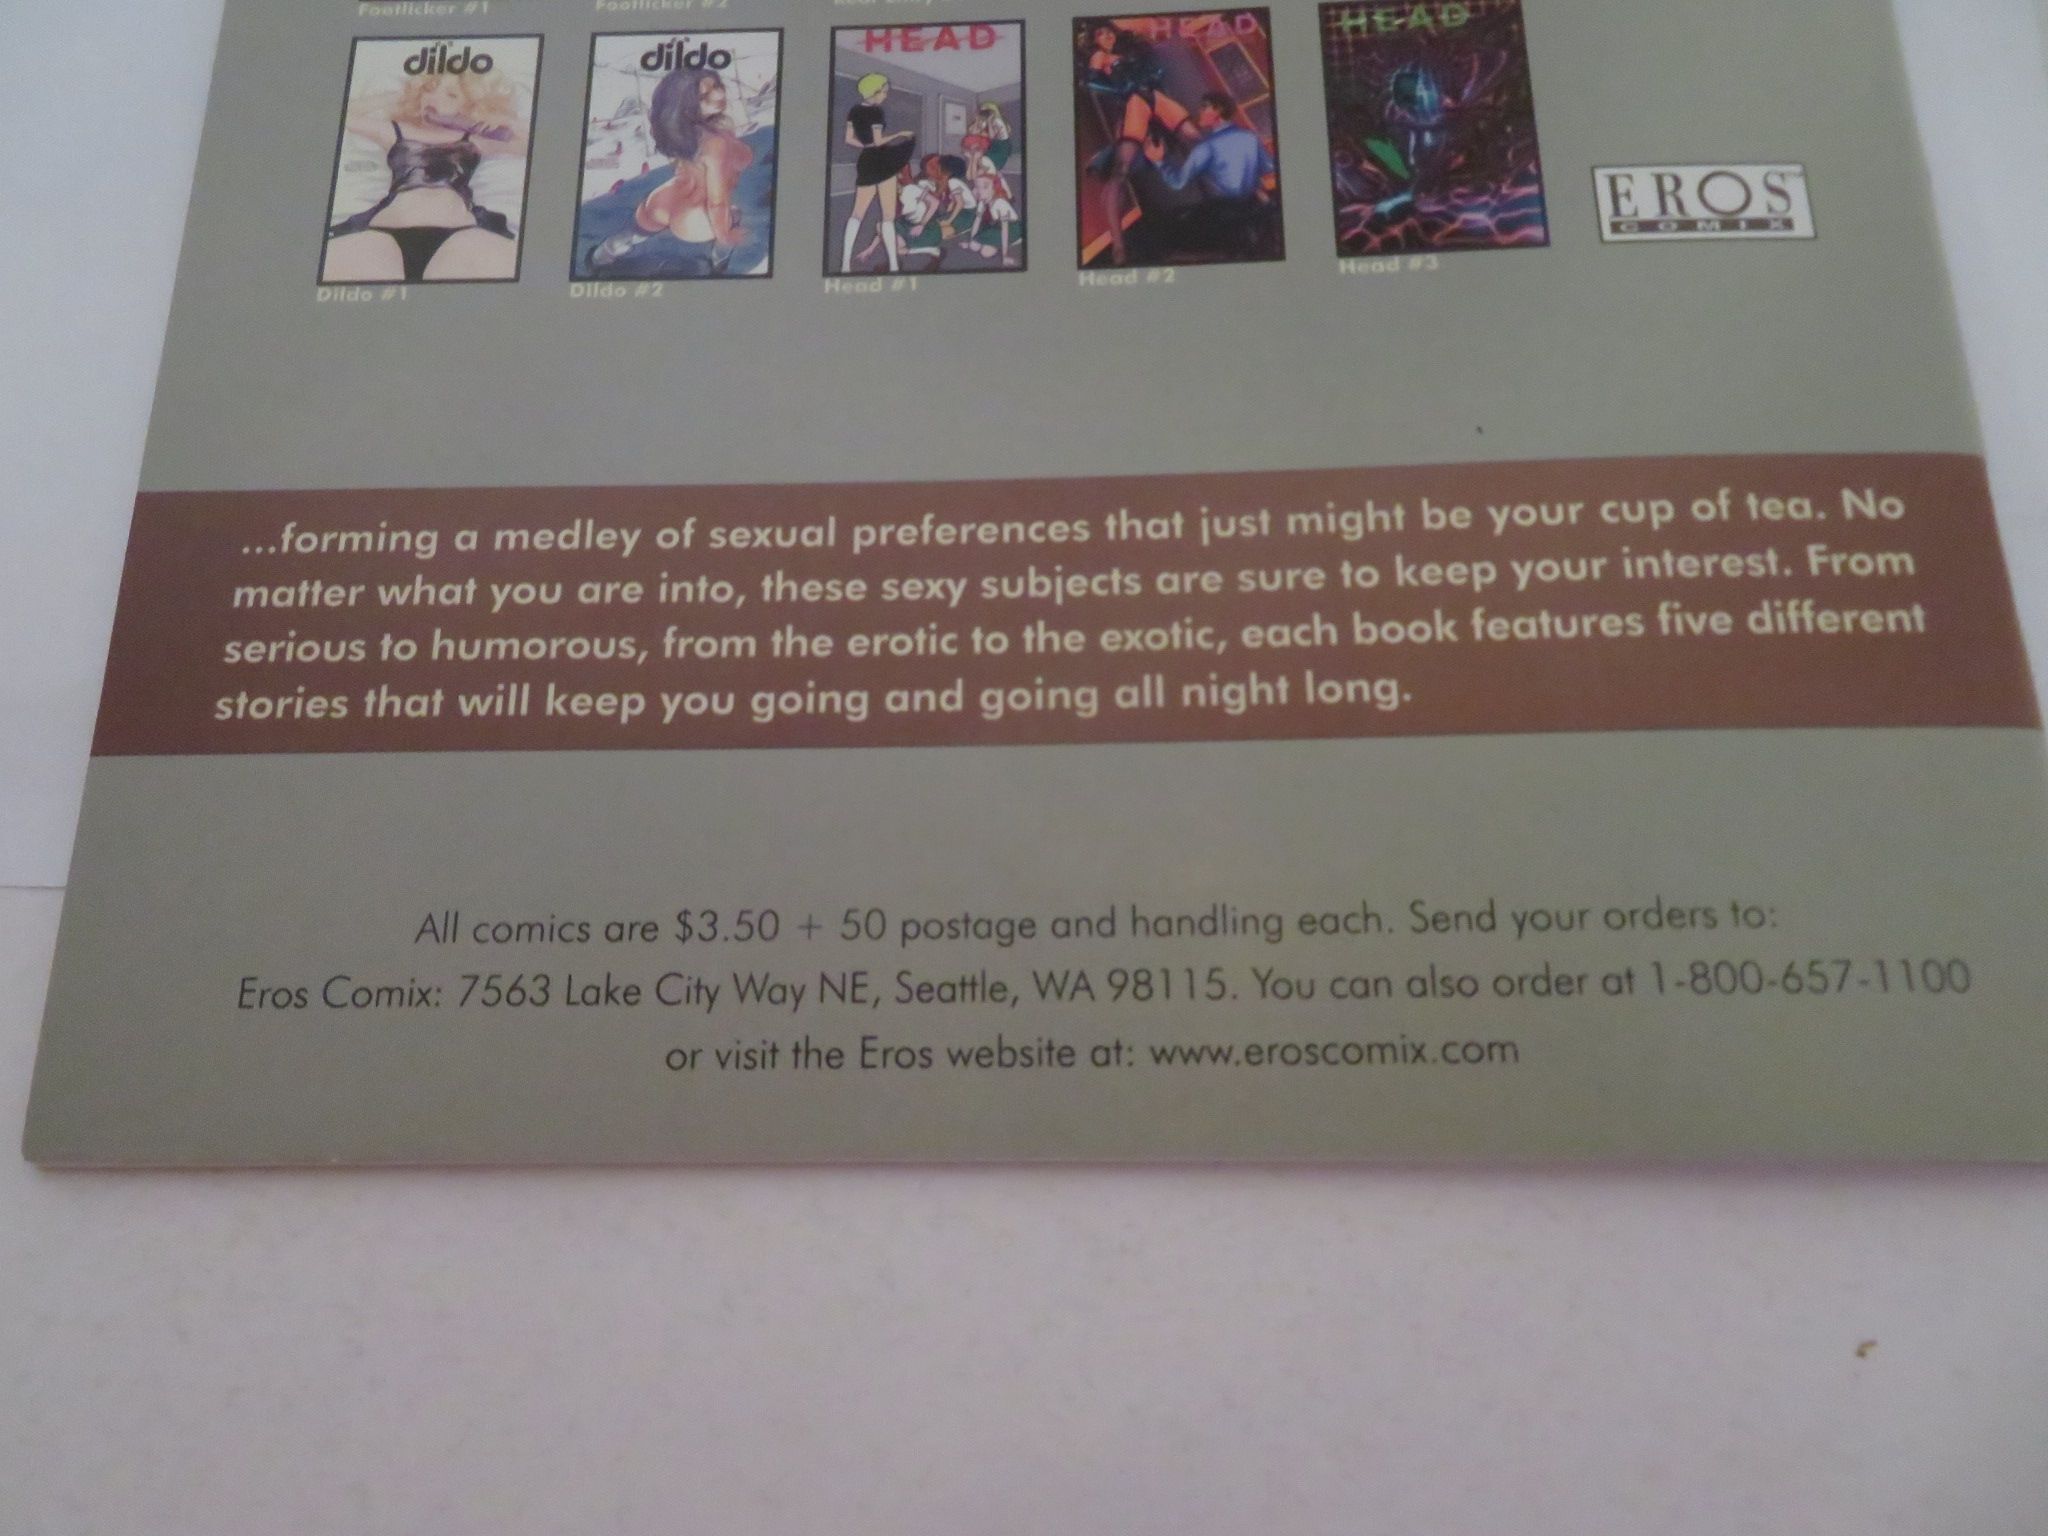 Footlicker #1 Footlicker #2
dildo dildo HEAD HEAD HEAD
EROS
COMIX
Dildo #1 Dildo #2 Head #1 Head #2 Head #3
...forming a medley of sexual preferences that just might be your cup of tea. No
matter what you are into, these sexy subjects are sure to keep your interest. From
serious to humorous, from the erotic to the exotic, each book features five different
stories that will keep you going and going all night long.
All comics are $3.50 + 50 postage and handling each. Send your orders to:
Eros Comix: 7563 Lake City Way NE, Seattle, WA 98115. You can also order at 1-800-657-1100
or visit the Eros website at: www.eroscomix.com